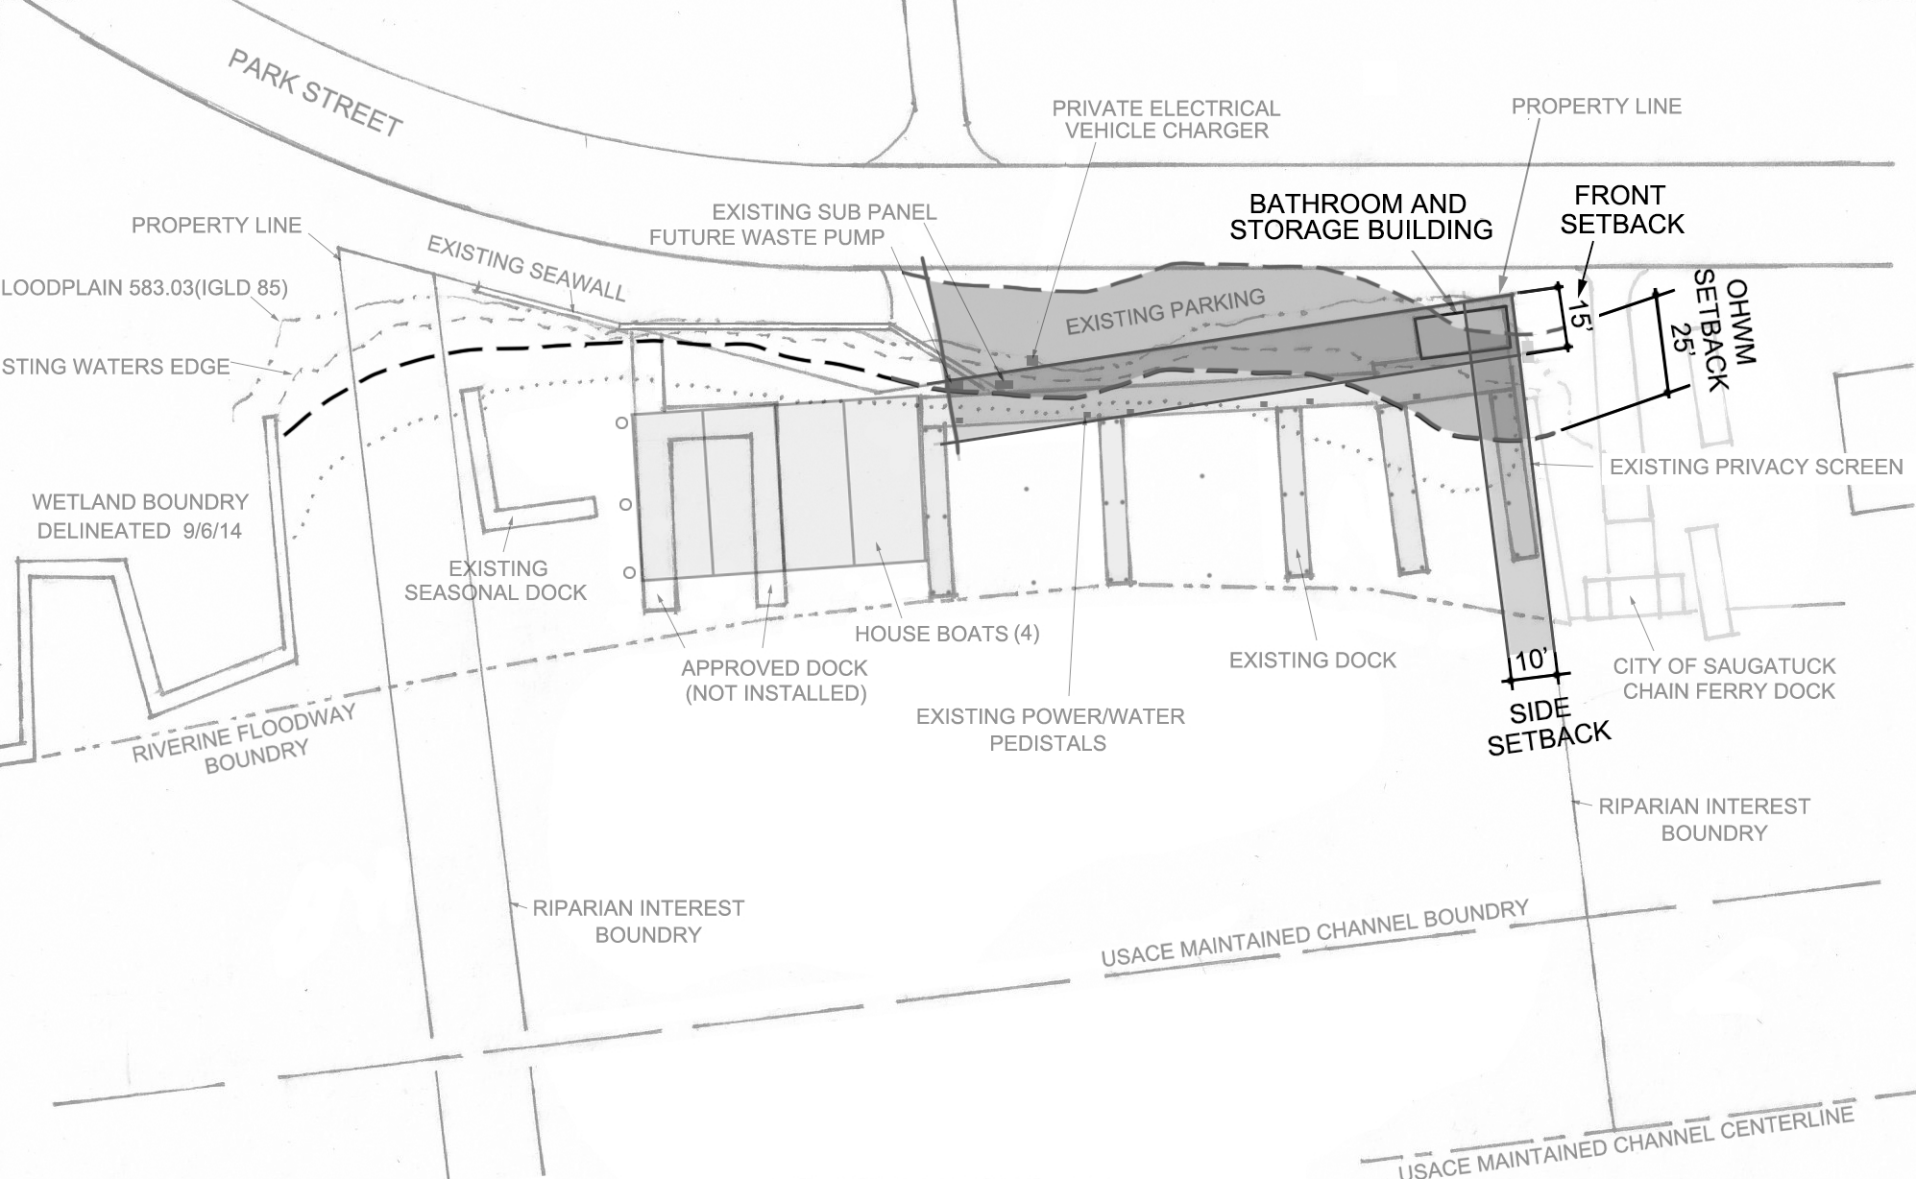 PARK STREET
PRIVATE ELECTRICAL
VEHICLE CHARGER
PROPERTY LINE
BATHROOM AND
STORAGE BUILDING
FRONT
SETBACK
EXISTING SUB PANEL
FUTURE WASTE PUMP
PROPERTY LINE
EXISTING SEAWALL
LOODPLAIN 583.03(IGLD 85)
EXISTING PARKING
15'
OHWM
SETBACK
25'
STING WATERS EDGE
EXISTING PRIVACY SCREEN
WETLAND BOUNDRY
DELINEATED 9/6/14
EXISTING
SEASONAL DOCK
HOUSE BOATS (4)
APPROVED DOCK
(NOT INSTALLED)
EXISTING DOCK
10'
SIDE
SETBACK
CITY OF SAUGATUCK
CHAIN FERRY DOCK
EXISTING POWER/WATER
PEDISTALS
RIVERINE FLOODWAY
BOUNDRY
RIPARIAN INTEREST
BOUNDRY
RIPARIAN INTEREST
BOUNDRY
USACE MAINTAINED CHANNEL BOUNDRY
USACE MAINTAINED CHANNEL CENTERLINE